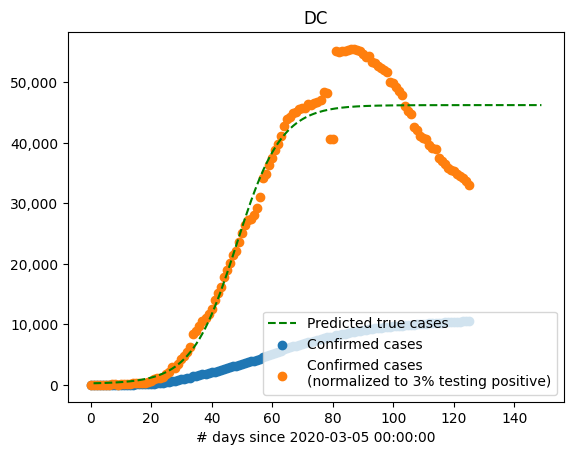 DC
50,000
40,000
30,000
20,000
10,000
0
Predicted true cases
Confirmed cases
Confirmed cases
(normalized to 3% testing positive)
0 20 40 60 80 100 120 140
# days since 2020-03-05 00:00:00